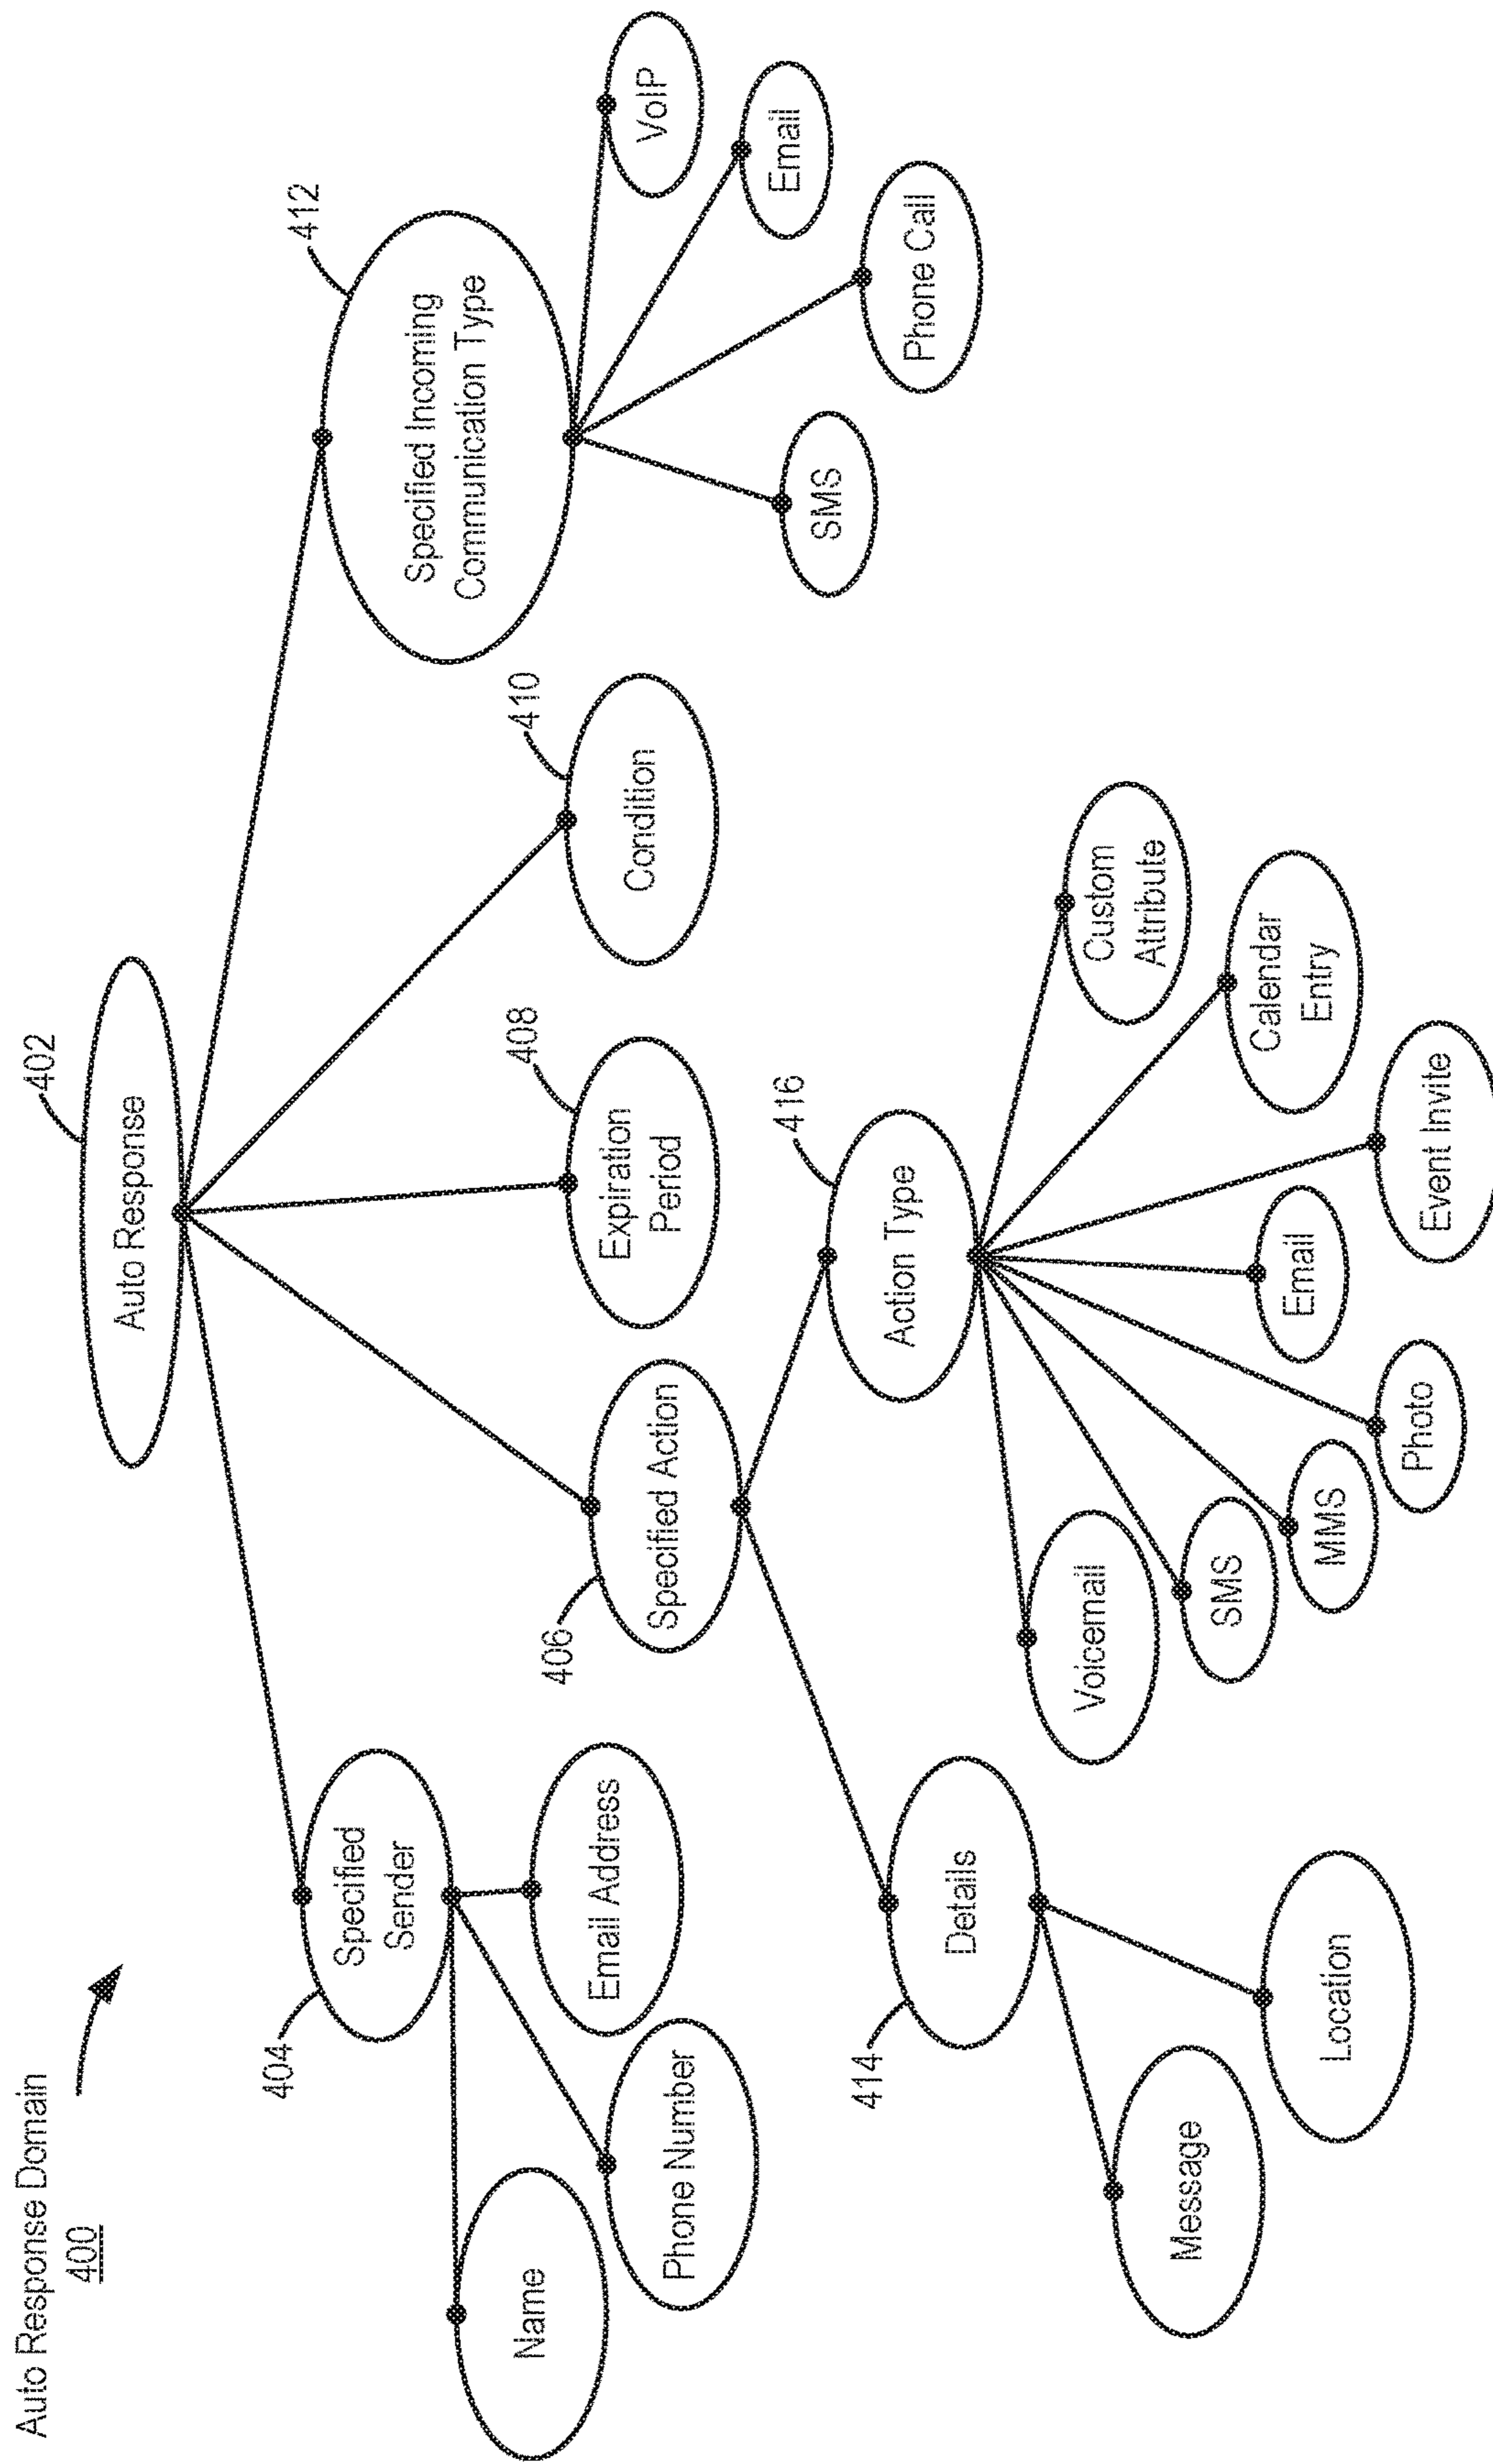 Auto Response Domain
400
402
Auto Response
404
Specified
Sender
Name
Phone Number
Email Address
406
Specified Action
408
Expiration
Period
410
Condition
412
Specified Incoming
Communication Type
SMS
Phone Call
Email
VoIP
414
Details
Message
Location
416
Action Type
Voicemail
SMS
MMS
Photo
Email
Event Invite
Calendar
Entry
Custom
Attribute